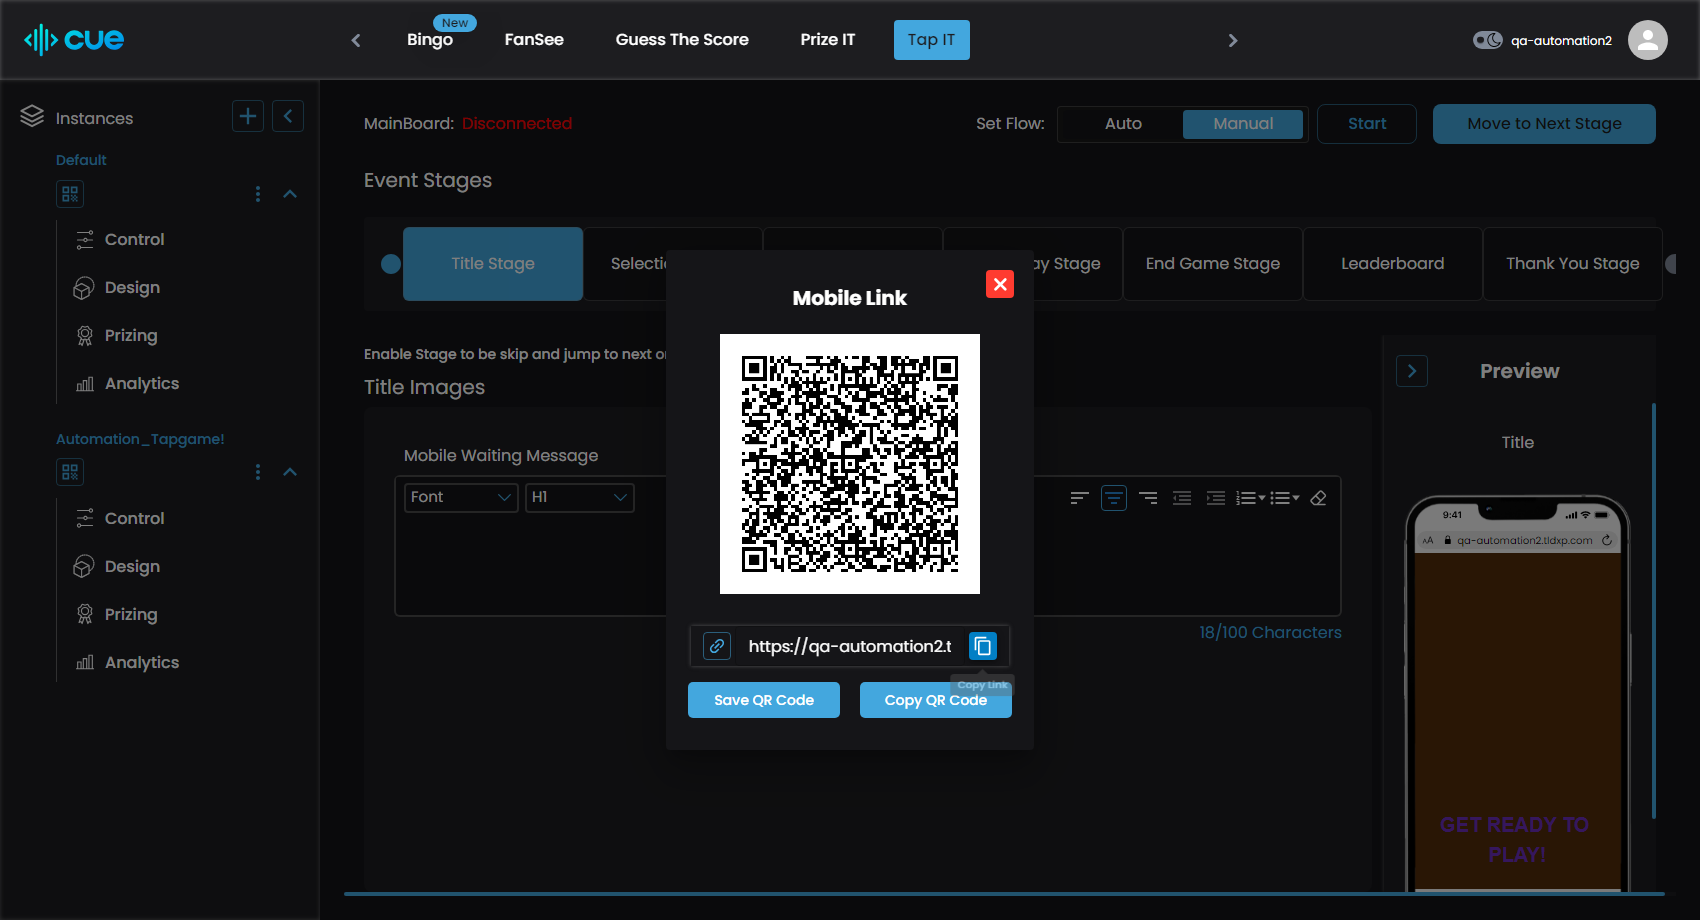 cue
New
Bingo
FanSee
Guess The Score
Prize IT
Tap IT
qa-automation2
Instances
Default
Control
Design
Prizing
Analytics
Automation_Tapgame!
Control
Design
Prizing
Analytics
MainBoard: Disconnected
Set Flow:
Auto
Manual
Start
Move to Next Stage
Event Stages
Title Stage
Stage
End Game Stage
Leaderboard
Thank You Stage
Enable Stage to be skip and jump to next
Title Images
Mobile Waiting Message
Font
H1
18/100 Characters
Mobile Link
https://qa-automation2.t
Copy Link
Save QR Code
Copy QR Code
Preview
Title
9:41
AA
qa-automation2.tldxp.com
GET READY TO
PLAY!